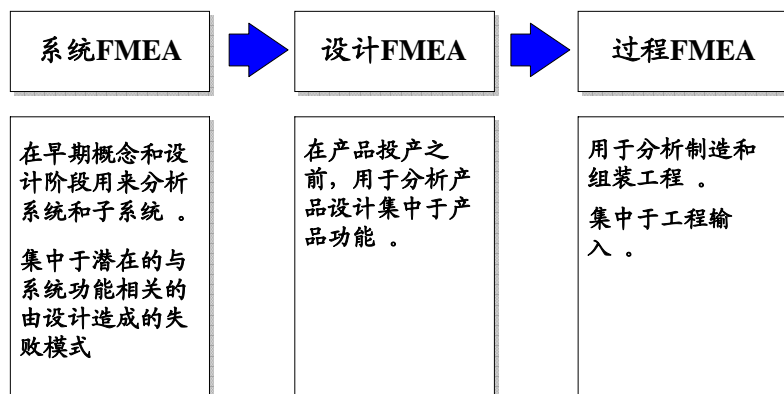 系统FMEA
设计FMEA
过程FMEA
在早期概念和设
计阶段用来分析
系统和子系统 。
集中于潜在的与
系统功能相关的
由设计造成的失
败模式
在产品投产之
前，用于分析产
品设计集中于产
品功能 。
用于分析制造和
组装工程 。
集中于工程输
入 。